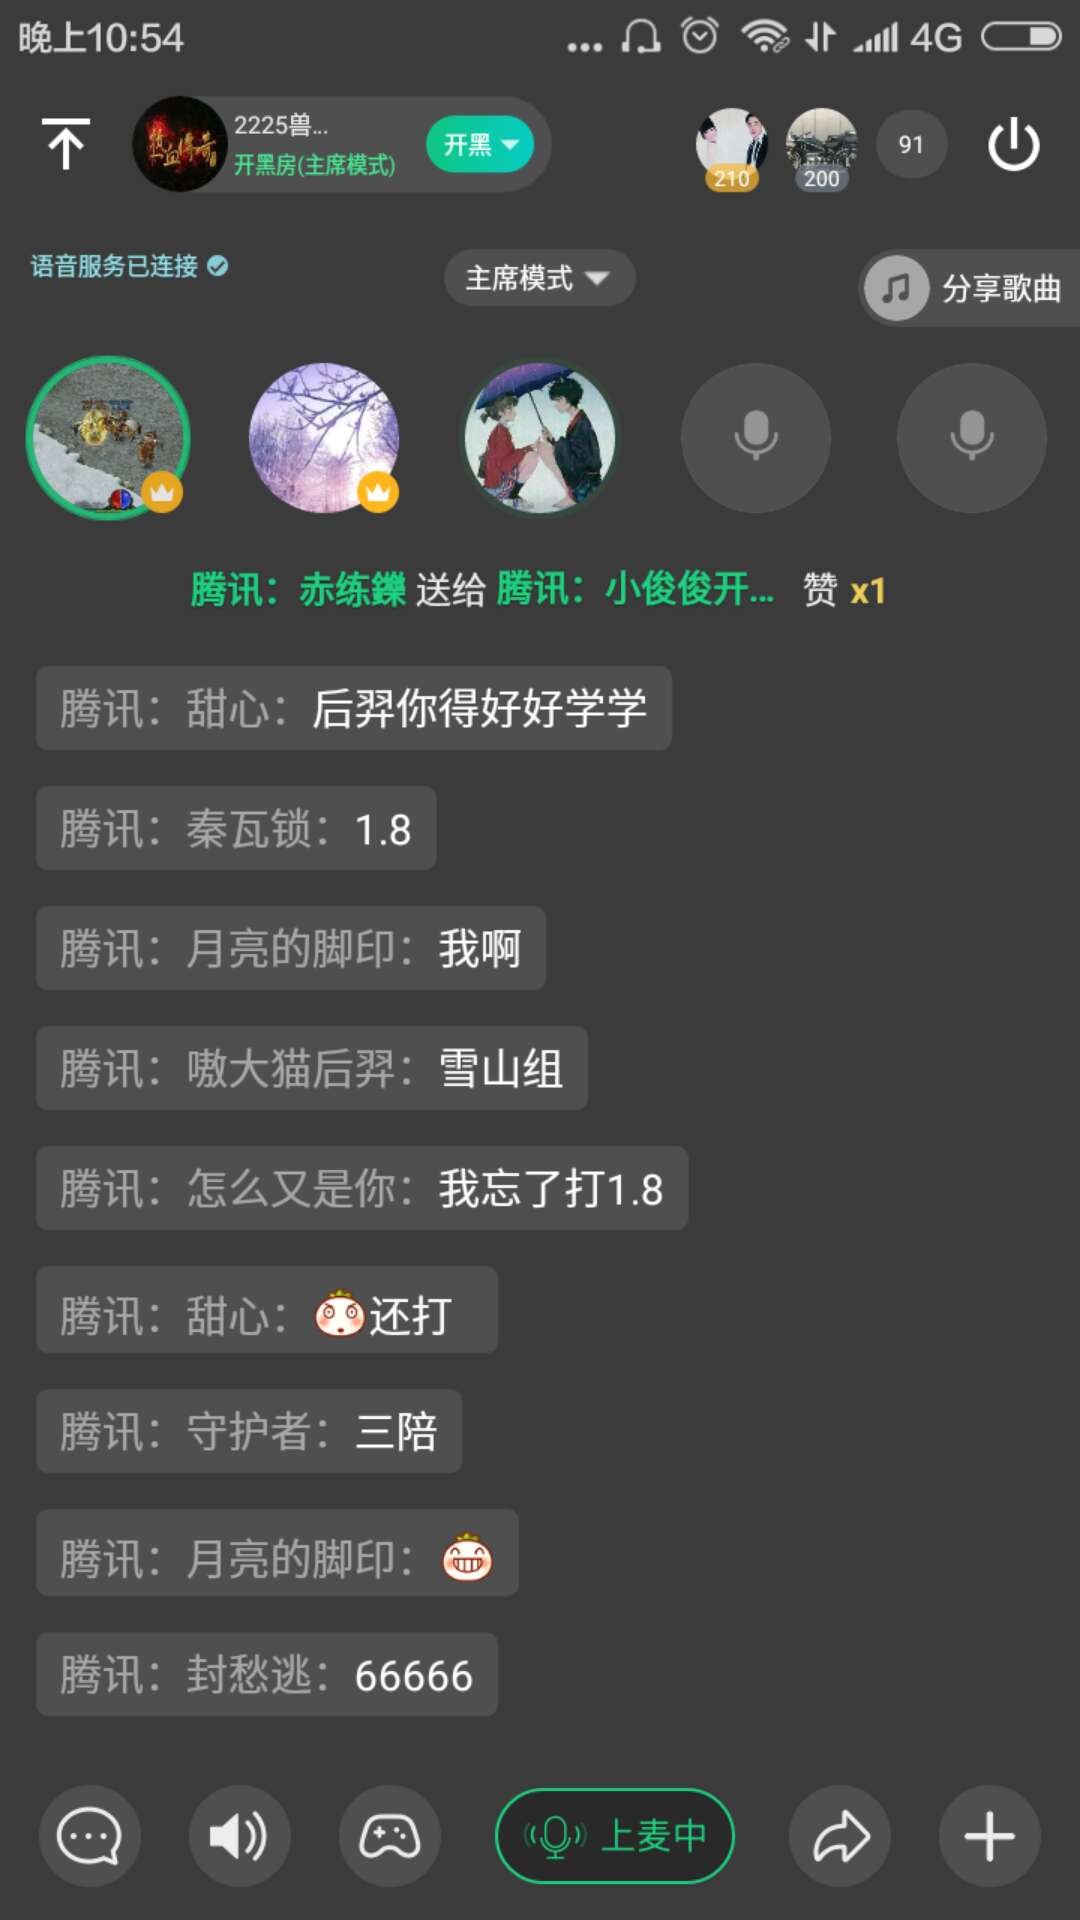 晚上10:54
4G
热血传奇
2225兽...
开黑房(主席模式)
开黑
210
200
91
语音服务已连接
主席模式
分享歌曲
腾讯：赤练鑠 送给 腾讯：小俊俊开... 赞 x1
腾讯：甜心：后羿你得好好学学
腾讯：秦瓦锁：1.8
腾讯：月亮的脚印：我啊
腾讯：嗷大猫后羿：雪山组
腾讯：怎么又是你：我忘了打1.8
腾讯：甜心：还打
腾讯：守护者：三陪
腾讯：月亮的脚印：
腾讯：封愁逃：66666
上麦中